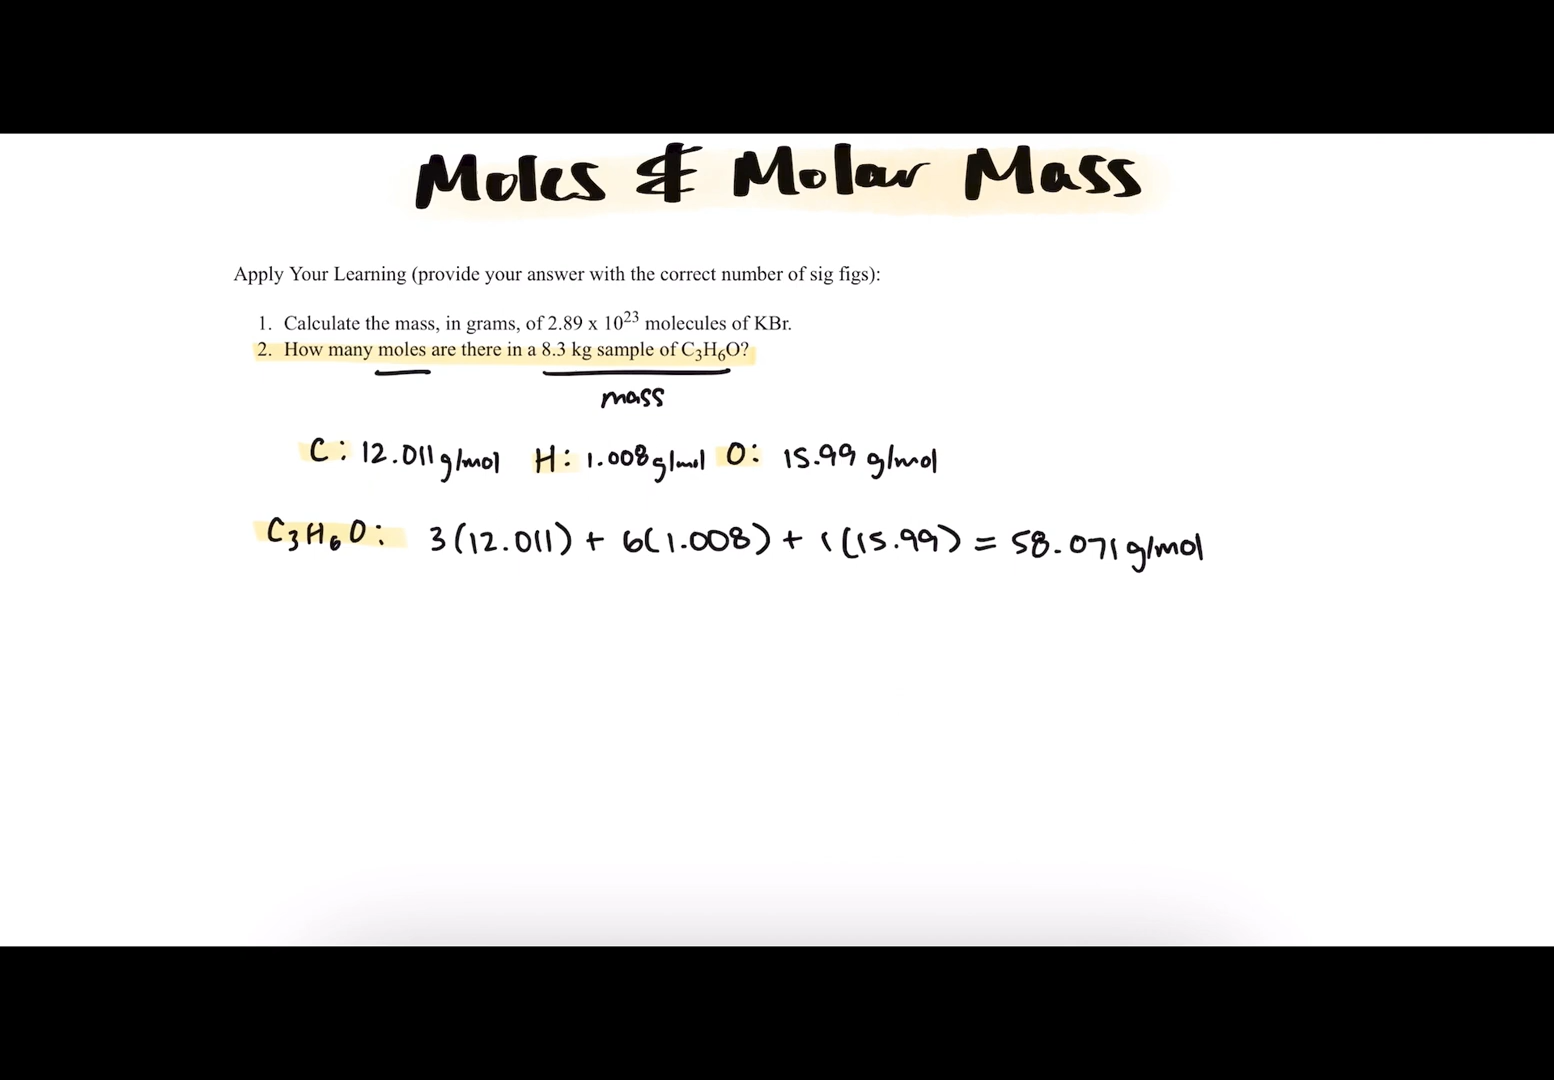 Moles & Molar Mass
Apply Your Learning (provide your answer with the correct number of sig figs):
1. Calculate the mass, in grams, of 2.89 x 10²³ molecules of KBr.
2. How many moles are there in a 8.3 kg sample of C₃H₆O?
mass
C: 12.011 g/mol H: 1.008 g/mol O: 15.99 g/mol
C₃H₆O: 3(12.011) + 6(1.008) + 1(15.99) = 58.071 g/mol